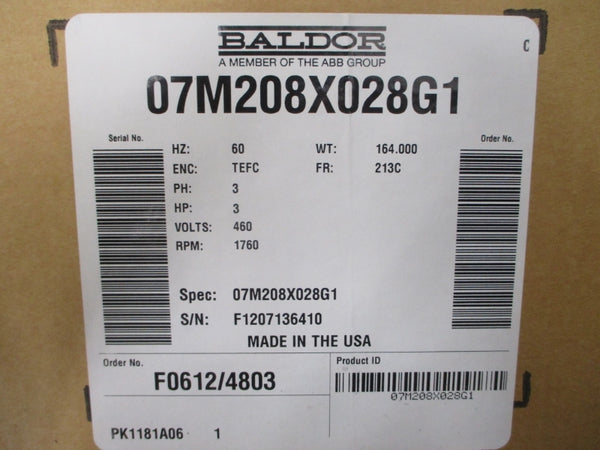 BALDOR
A MEMBER OF THE ABB GROUP
C
07M208X028G1
Serial No.
Order No.
HZ: 60 WT: 164.000
ENC: TEFC FR: 213C
PH: 3
HP: 3
VOLTS: 460
RPM: 1760
Spec: 07M208X028G1
S/N: F1207136410
MADE IN THE USA
Order No.
F0612/4803
Product ID
07M208X028G1
PK1181A06 1